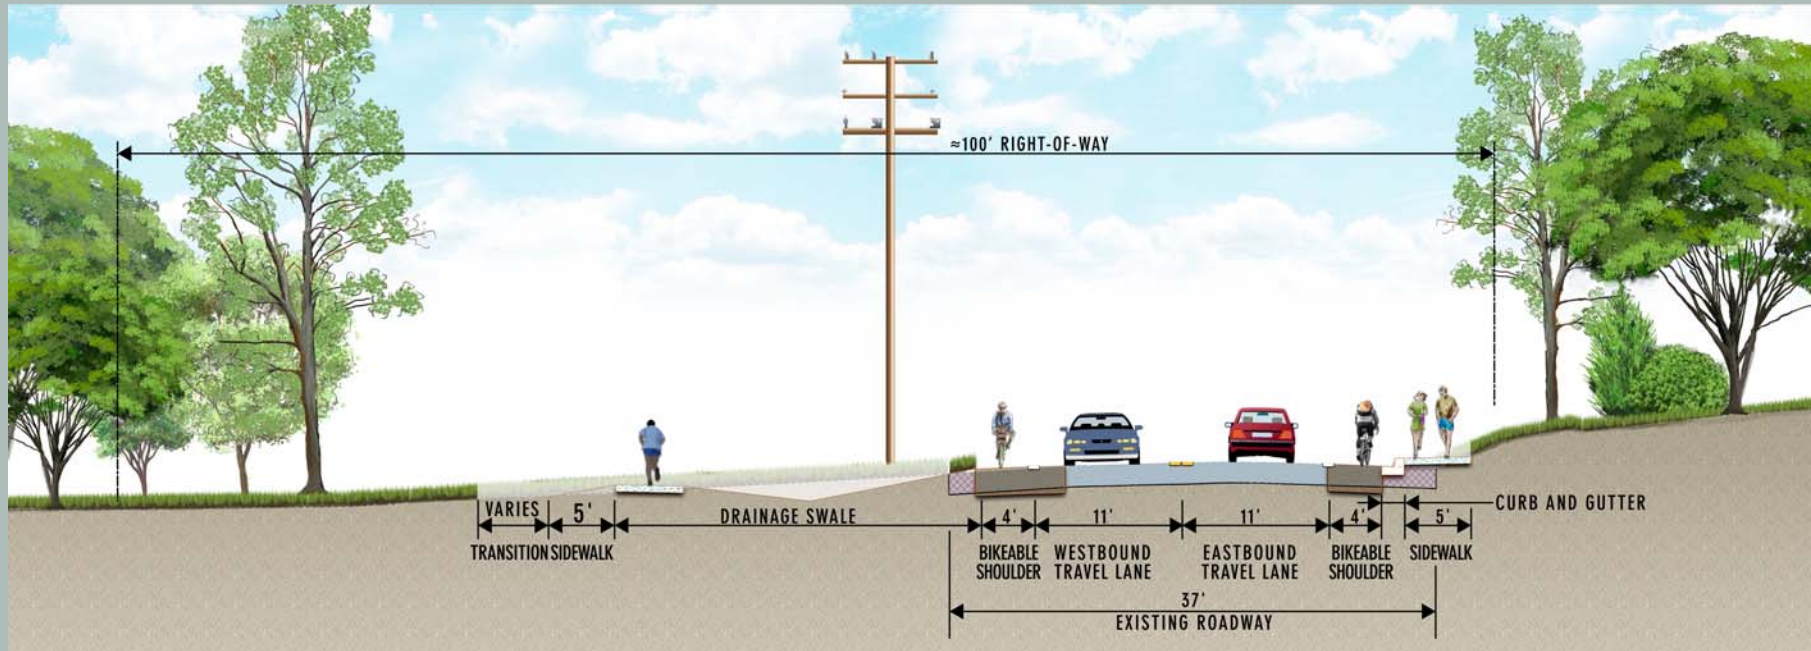 ≈100' RIGHT-OF-WAY
VARIES
TRANSITION
5'
SIDEWALK
DRAINAGE SWALE
4'
BIKEABLE
SHOULDER
11'
WESTBOUND
TRAVEL LANE
11'
EASTBOUND
TRAVEL LANE
4'
BIKEABLE
SHOULDER
CURB AND GUTTER
5'
SIDEWALK
37'
EXISTING ROADWAY